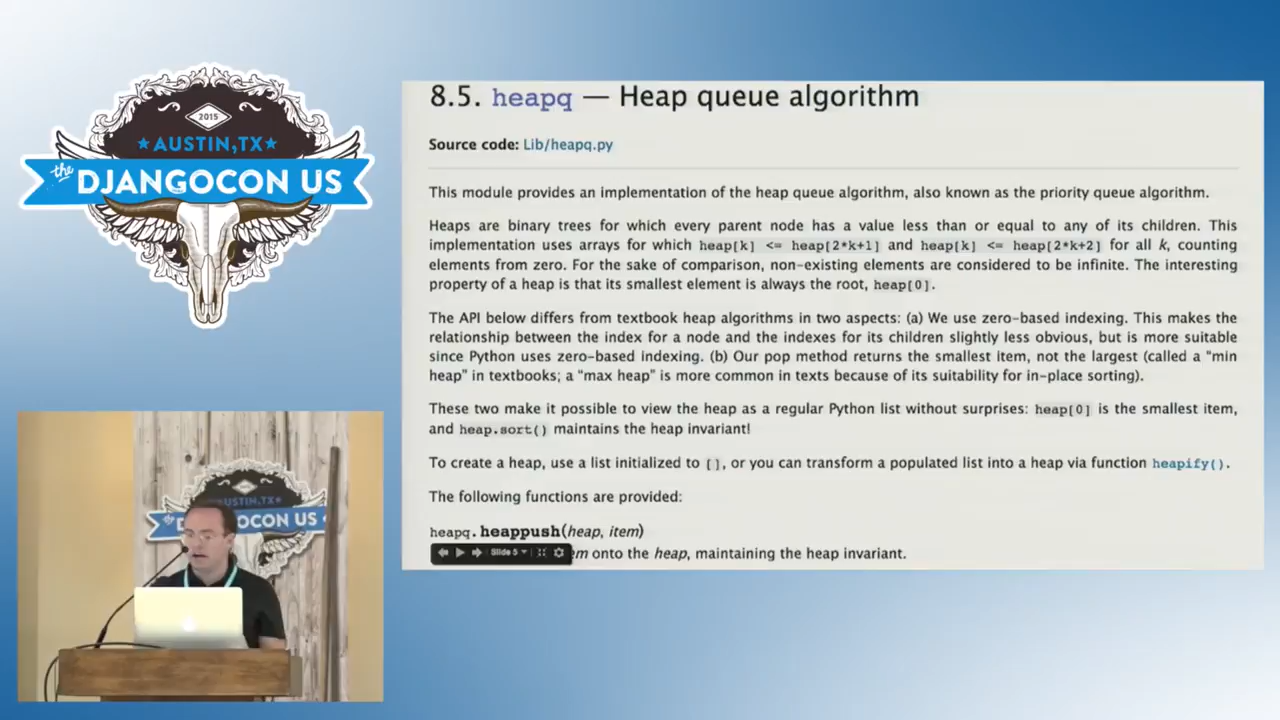 2015
★AUSTIN,TX★
the
DJANGOCON US
8.5. heapq — Heap queue algorithm
Source code: Lib/heapq.py
This module provides an implementation of the heap queue algorithm, also known as the priority queue algorithm.
Heaps are binary trees for which every parent node has a value less than or equal to any of its children. This
implementation uses arrays for which heap[k] <= heap[2*k+1] and heap[k] <= heap[2*k+2] for all k, counting
elements from zero. For the sake of comparison, non-existing elements are considered to be infinite. The interesting
property of a heap is that its smallest element is always the root, heap[0].
The API below differs from textbook heap algorithms in two aspects: (a) We use zero-based indexing. This makes the
relationship between the index for a node and the indexes for its children slightly less obvious, but is more suitable
since Python uses zero-based indexing. (b) Our pop method returns the smallest item, not the largest (called a “min
heap” in textbooks; a “max heap” is more common in texts because of its suitability for in-place sorting).
These two make it possible to view the heap as a regular Python list without surprises: heap[0] is the smallest item,
and heap.sort() maintains the heap invariant!
To create a heap, use a list initialized to [], or you can transform a populated list into a heap via function heapify().
The following functions are provided:
heapq.heappush(heap, item)
Slide 5
em onto the heap, maintaining the heap invariant.
AUSTIN,TX
OCON US